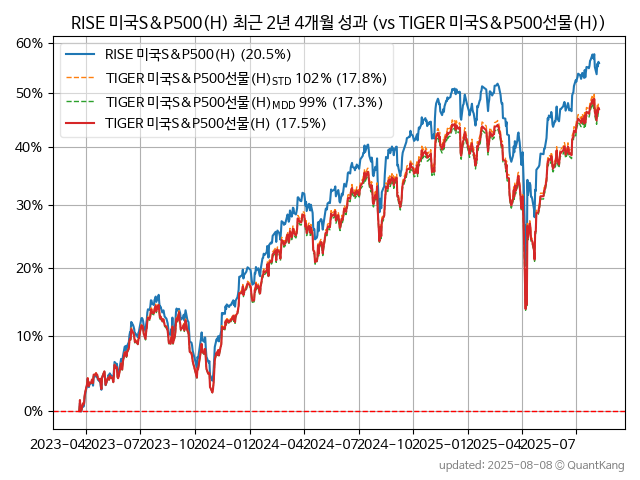 RISE 미국S&P500(H) 최근 2년 4개월 성과 (vs TIGER 미국S&P500선물(H))
60%
50%
40%
30%
20%
10%
0%
RISE 미국S&P500(H) (20.5%)
TIGER 미국S&P500선물(H)STD 102% (17.8%)
TIGER 미국S&P500선물(H)MDD 99% (17.3%)
TIGER 미국S&P500선물(H) (17.5%)
2023-04 2023-07 2023-10 2024-01 2024-04 2024-07 2024-10 2025-01 2025-04 2025-07
updated: 2025-08-08 © QuantKang